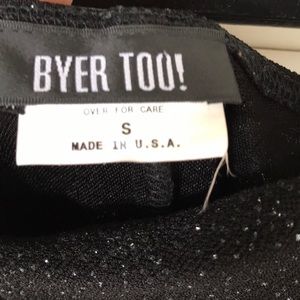 BYER TOO!
OVER FOR CARE
S
MADE IN U.S.A.